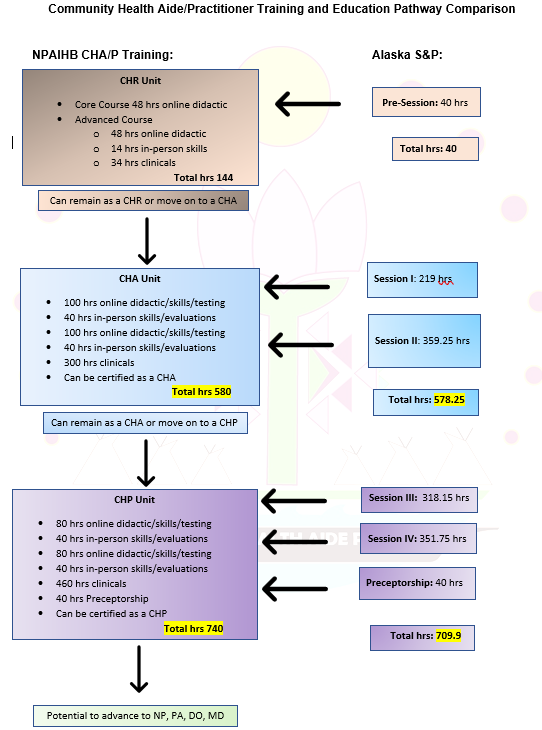 Community Health Aide/Practitioner Training and Education Pathway Comparison
NPAIHB CHA/P Training:
Alaska S&P:
CHR Unit
• Core Course 48 hrs online didactic
• Advanced Course
o 48 hrs online didactic
o 14 hrs in-person skills
o 34 hrs clinicals
Total hrs 144
Pre-Session: 40 hrs
Total hrs: 40
Can remain as a CHR or move on to a CHA
CHA Unit
• 100 hrs online didactic/skills/testing
• 40 hrs in-person skills/evaluations
• 100 hrs online didactic/skills/testing
• 40 hrs in-person skills/evaluations
• 300 hrs clinicals
• Can be certified as a CHA
Total hrs 580
Session I: 219 hrs
Session II: 359.25 hrs
Total hrs: 578.25
Can remain as a CHA or move on to a CHP
CHP Unit
• 80 hrs online didactic/skills/testing
• 40 hrs in-person skills/evaluations
• 80 hrs online didactic/skills/testing
• 40 hrs in-person skills/evaluations
• 460 hrs clinicals
• 40 hrs Preceptorship
• Can be certified as a CHP
Total hrs 740
Session III: 318.15 hrs
Session IV: 351.75 hrs
Preceptorship: 40 hrs
Total hrs: 709.9
Potential to advance to NP, PA, DO, MD